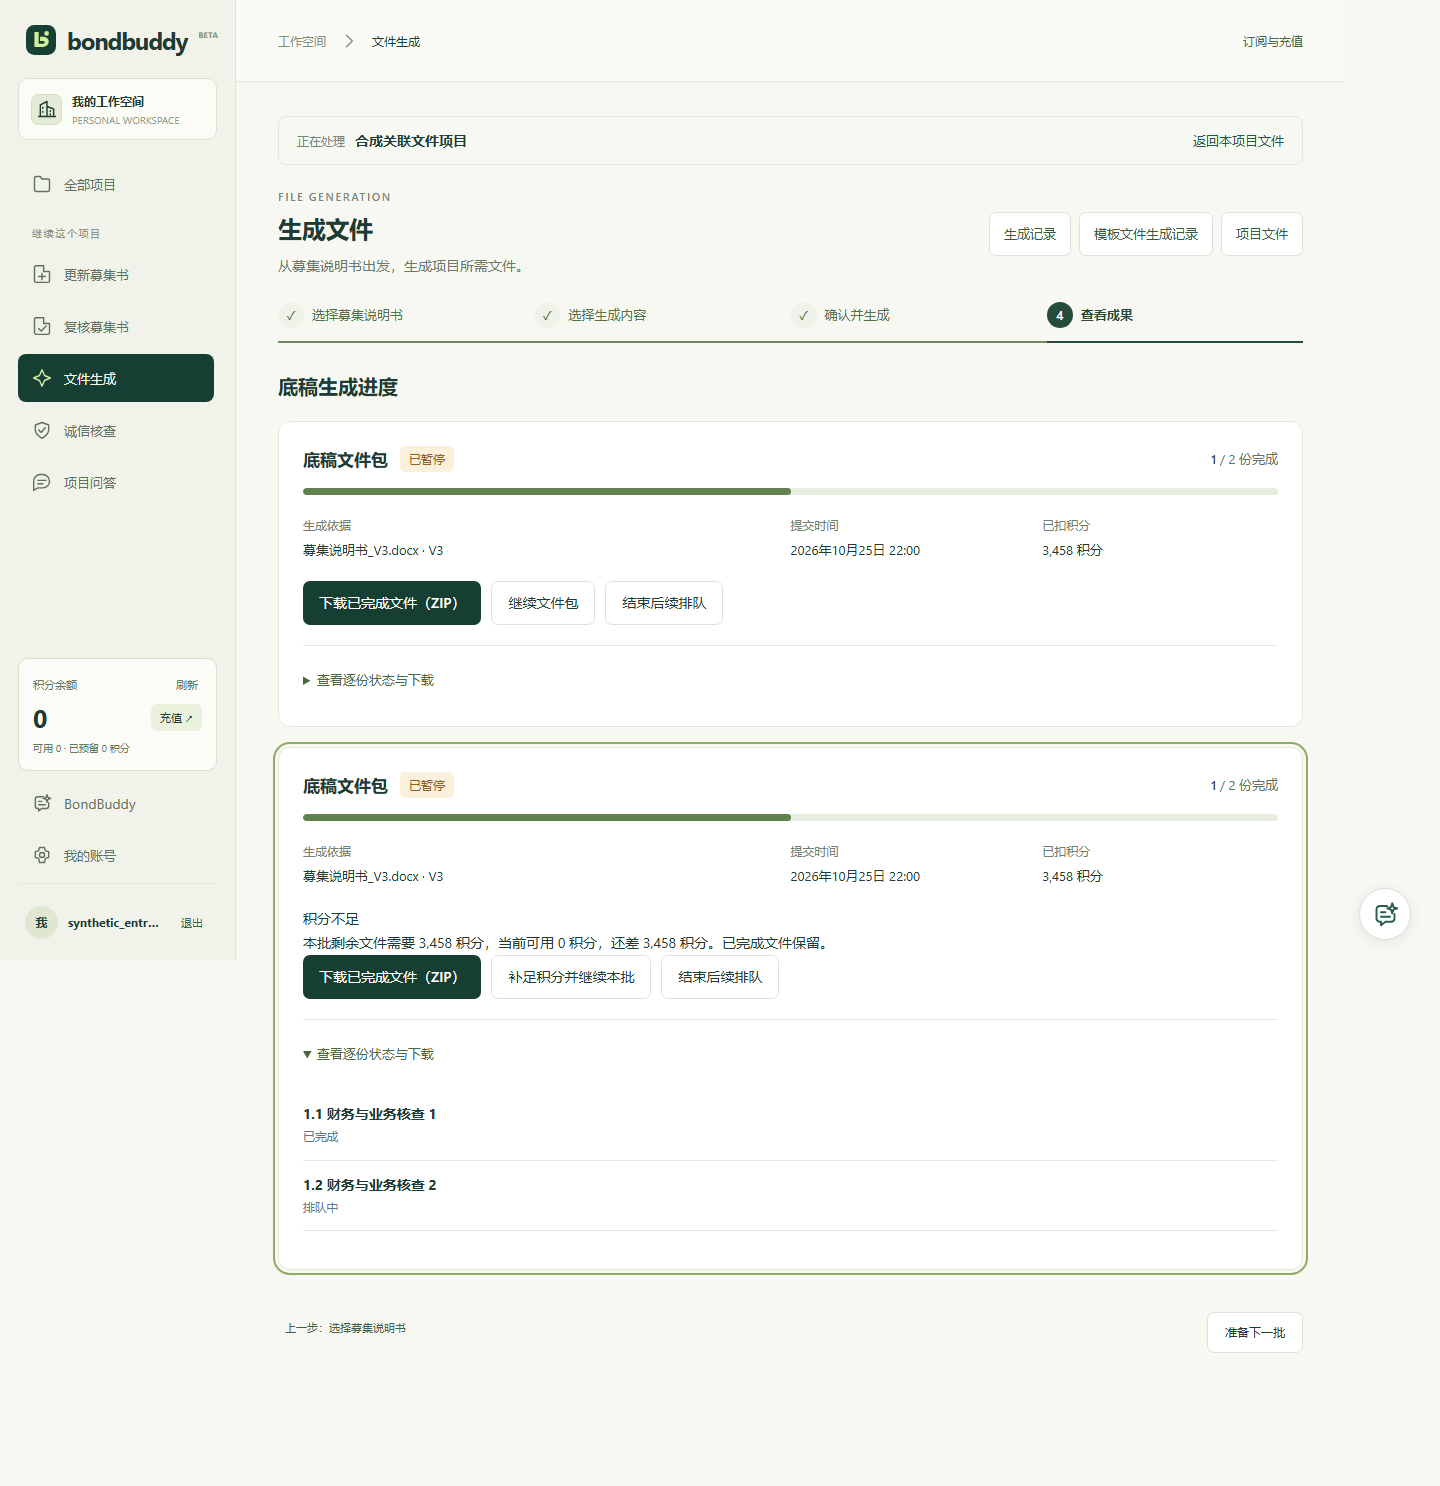 bondbuddy BETA
我的工作空间
PERSONAL WORKSPACE
全部项目
继续这个项目
更新募集书
复核募集书
文件生成
诚信核查
项目问答
积分余额 刷新
0 充值 ↗
可用 0 · 已预留 0 积分
BondBuddy
我的账号
我 synthetic_entr... 退出
工作空间 > 文件生成 订阅与充值
正在处理 合成关联文件项目 返回本项目文件
FILE GENERATION
生成文件
从募集说明书出发，生成项目所需文件。
生成记录 模板文件生成记录 项目文件
✓ 选择募集说明书 ✓ 选择生成内容 ✓ 确认并生成 4 查看成果
底稿生成进度
底稿文件包 已暂停 1 / 2 份完成
生成依据 提交时间 已扣积分
募集说明书_V3.docx · V3 2026年10月25日 22:00 3,458 积分
下载已完成文件（ZIP） 继续文件包 结束后续排队
▶ 查看逐份状态与下载
底稿文件包 已暂停 1 / 2 份完成
生成依据 提交时间 已扣积分
募集说明书_V3.docx · V3 2026年10月25日 22:00 3,458 积分
积分不足
本批剩余文件需要 3,458 积分，当前可用 0 积分，还差 3,458 积分。已完成文件保留。
下载已完成文件（ZIP） 补足积分并继续本批 结束后续排队
▼ 查看逐份状态与下载
1.1 财务与业务核查 1
已完成
1.2 财务与业务核查 2
排队中
上一步：选择募集说明书 准备下一批